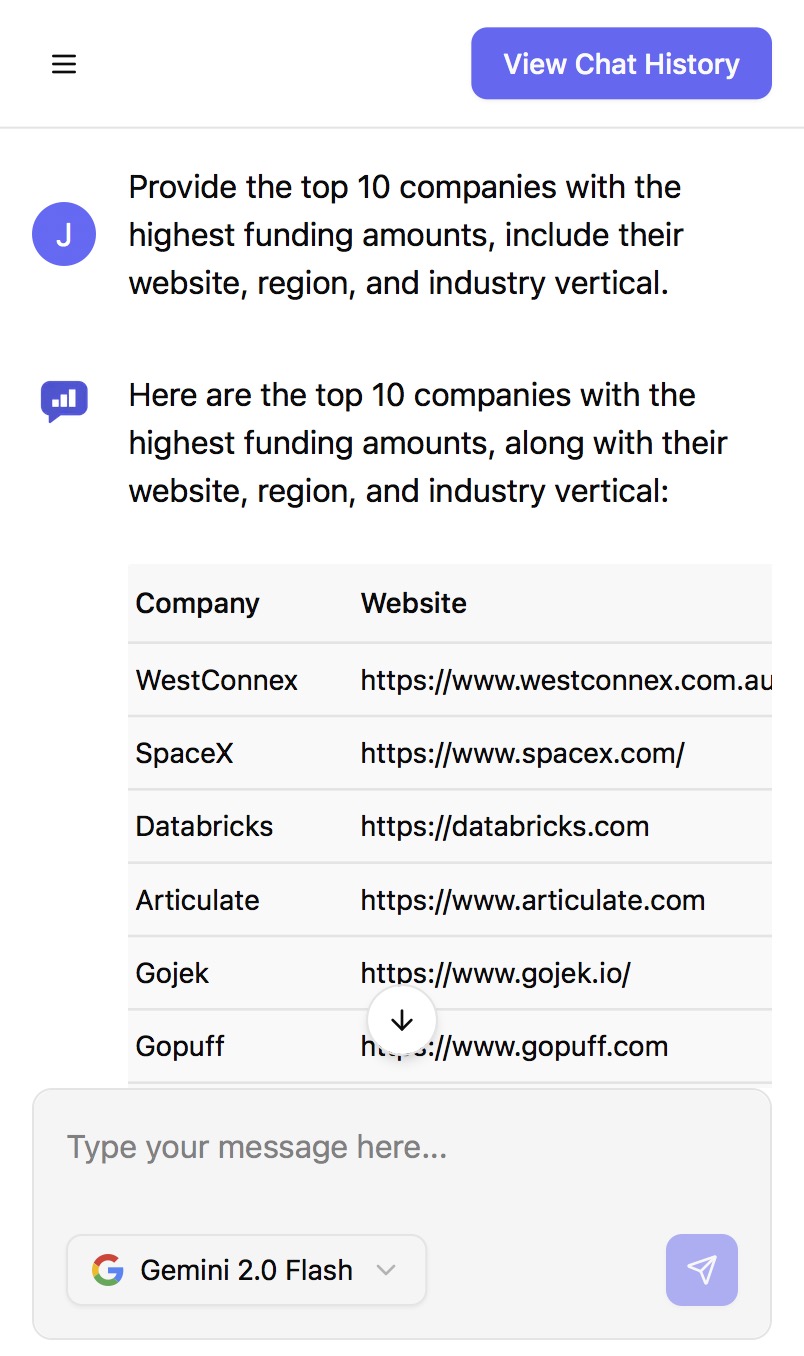 View Chat History
Provide the top 10 companies with the
J
highest funding amounts, include their
website, region, and industry vertical.
Here are the top 10 companies with the
highest funding amounts, along with their
website, region, and industry vertical:
Company Website
WestConnex https://www.westconnex.com.au
SpaceX https://www.spacex.com/
Databricks https://databricks.com
Articulate https://www.articulate.com
Gojek https://www.gojek.io/
Gopuff https://www.gopuff.com
Type your message here...
Gemini 2.0 Flash